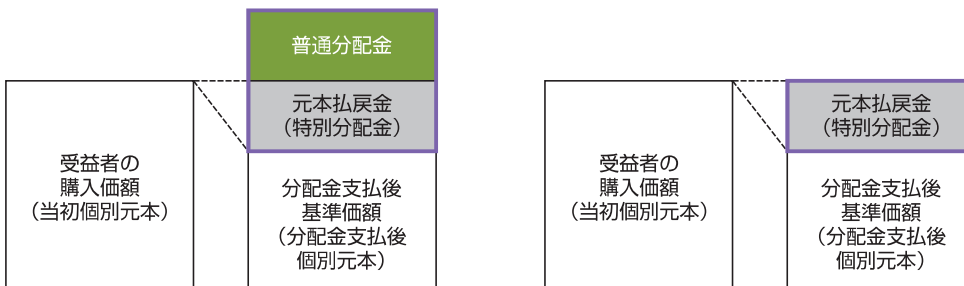 普通分配金
元本払戻金
（特別分配金）
受益者の
購入価額
（当初個別元本）
分配金支払後
基準価額
（分配金支払後
個別元本）
元本払戻金
（特別分配金）
受益者の
購入価額
（当初個別元本）
分配金支払後
基準価額
（分配金支払後
個別元本）